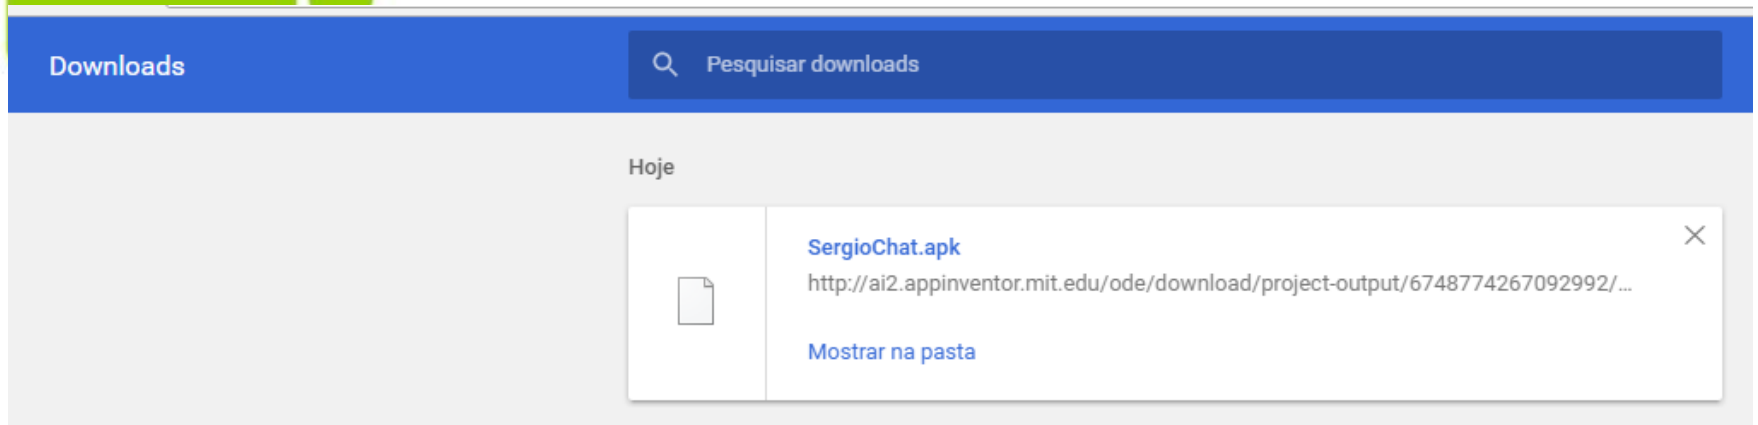 Downloads
Pesquisar downloads
Hoje
SergioChat.apk
http://ai2.appinventor.mit.edu/ode/download/project-output/6748774267092992/...
Mostrar na pasta